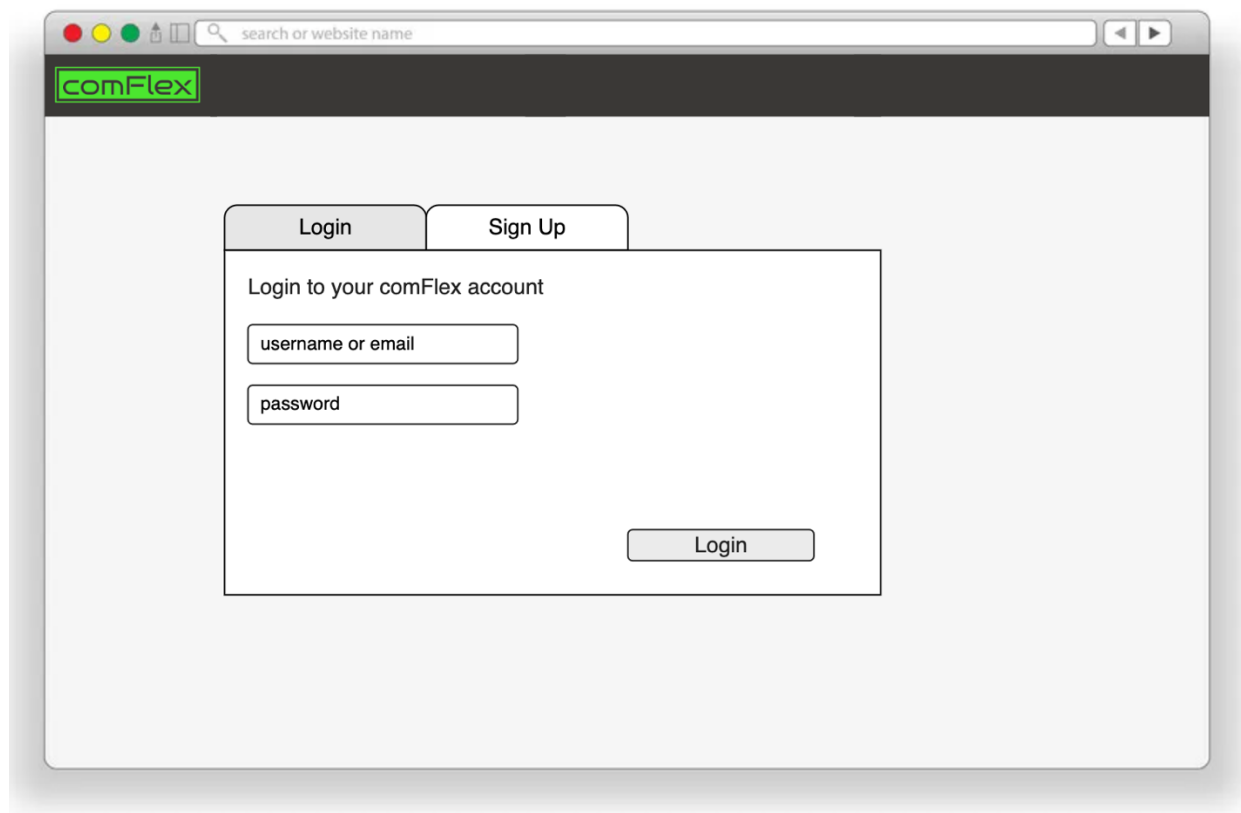 search or website name
comFlex
Login
Sign Up
Login to your comFlex account
username or email
password
Login